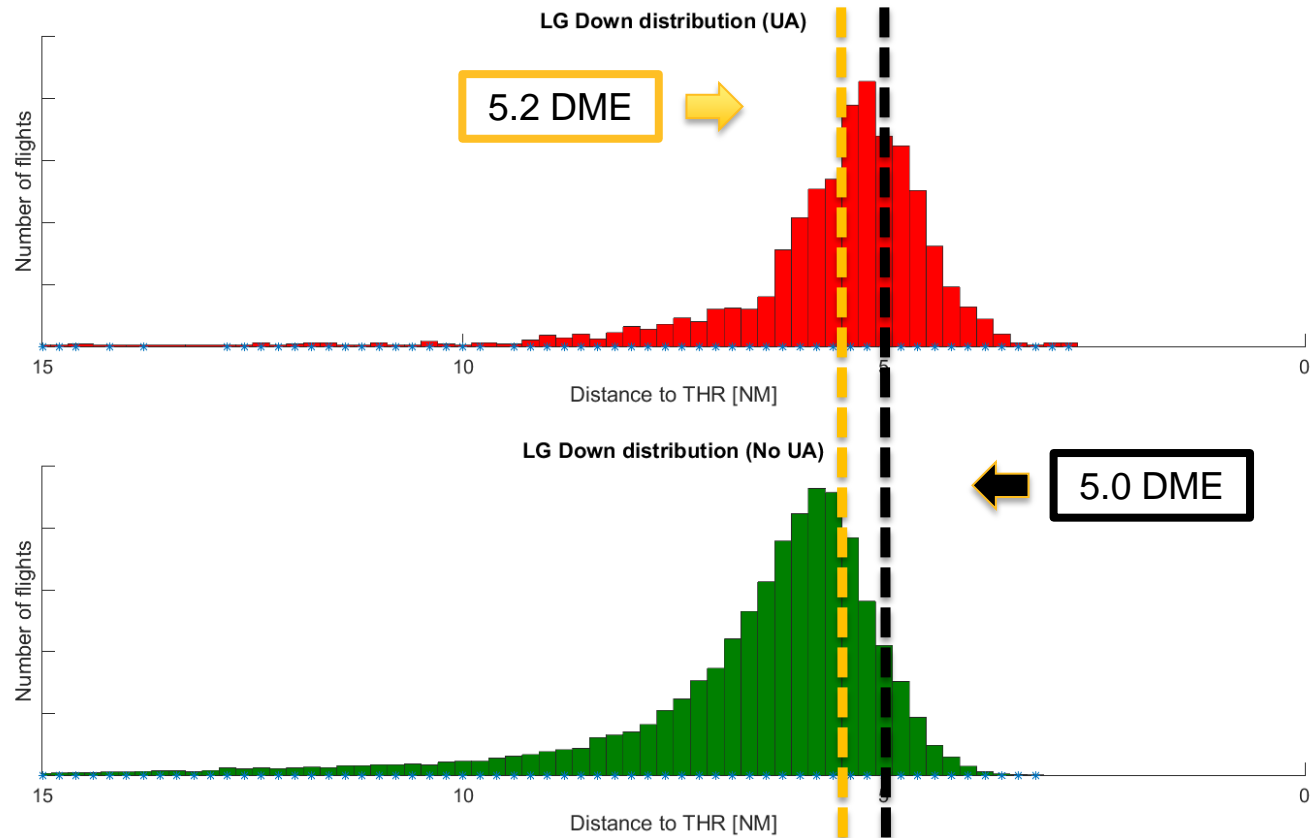 LG Down distribution (UA)
5.2 DME
Number of flights
15
10
5
0
Distance to THR [NM]
LG Down distribution (No UA)
5.0 DME
Number of flights
15
10
5
0
Distance to THR [NM]